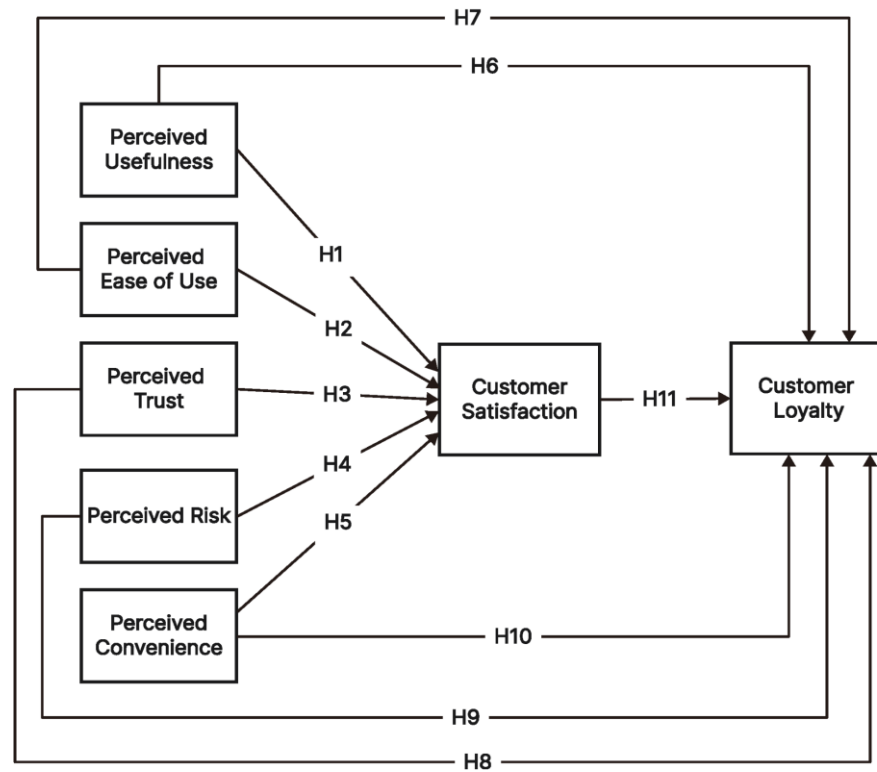 H7
H6
Perceived
Usefulness
H1
Perceived
Ease of Use
H2
Perceived
Trust
H3
Customer
Satisfaction
H11
Customer
Loyalty
H4
Perceived Risk
H5
Perceived
Convenience
H10
H9
H8